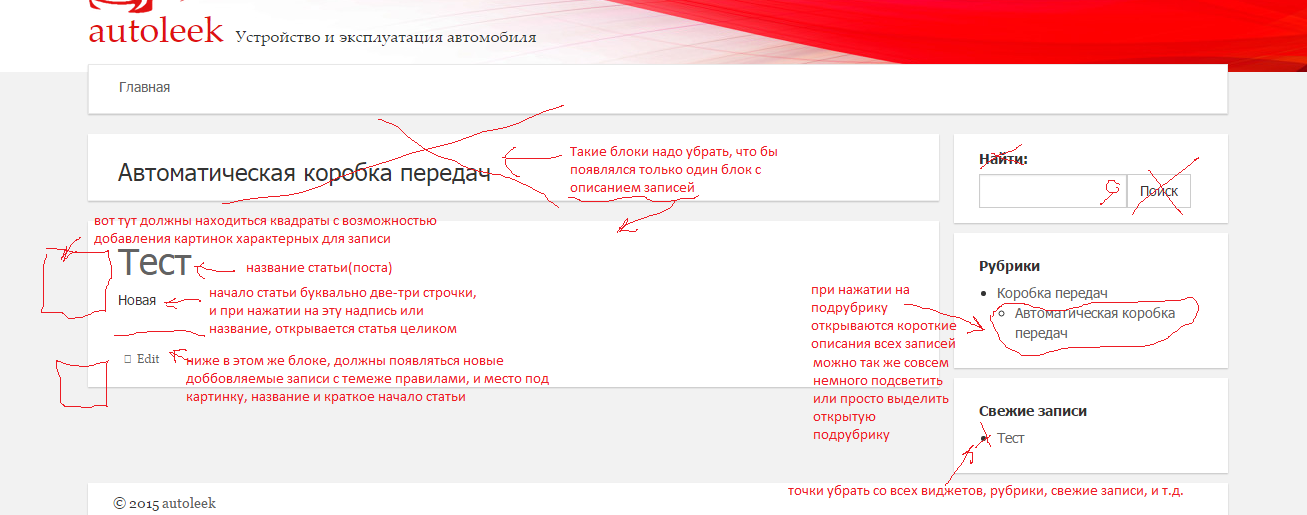 autoleek Устройство и эксплуатация автомобиля
Главная
Автоматическая коробка передач
Такие блоки надо убрать, что бы
появлялся только один блок с
описанием записей
вот тут должны находиться квадраты с возможностью
добавления картинок характерных для записи
Тест
название статьи(поста)
Новая
начало статьи буквально две-три строчки,
и при нажатии на эту надпись или
название, открывается статья целиком
Edit
ниже в этом же блоке, должны появляться новые
доббовляемые записи с темеже правилами, и место под
картинку, название и краткое начало статьи
Найти:
Поиск
Рубрики
Коробка передач
Автоматическая коробка
передач
при нажатии на
подрубрику
открываются короткие
описания всех записей
можно так же совсем
немного подсветить
или просто выделить
открытую
подрубрику
Свежие записи
Тест
точки убрать со всех виджетов, рубрики, свежие записи, и т.д.
© 2015 autoleek